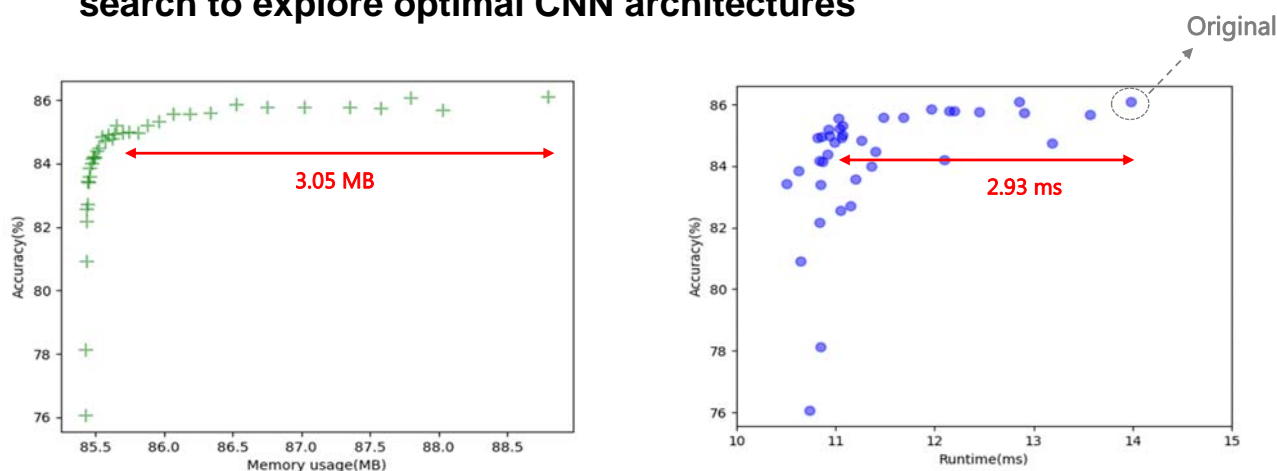 search to explore optimal CNN architectures
Original
86
84
82
80
78
76
Accuracy(%)
3.05 MB
85.5 86.0 86.5 87.0 87.5 88.0 88.5
Memory usage(MB)
86
84
82
80
78
76
Accuracy(%)
2.93 ms
10 11 12 13 14 15
Runtime(ms)